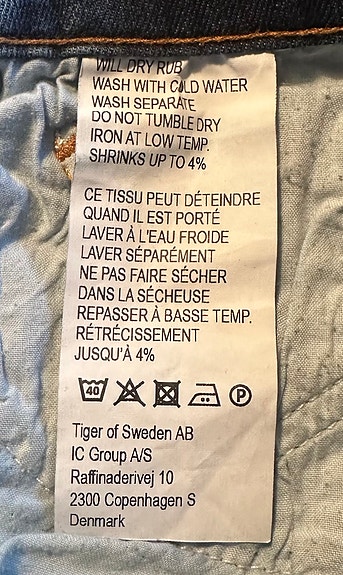 WILL DRY RUB
WASH WITH COLD WATER
WASH SEPARATE
DO NOT TUMBLE DRY
IRON AT LOW TEMP.
SHRINKS UP TO 4%
CE TISSU PEUT DÉTEINDRE
QUAND IL EST PORTÉ
LAVER À L'EAU FROIDE
LAVER SÉPARÉMENT
NE PAS FAIRE SÉCHER
DANS LA SÉCHEUSE
REPASSER À BASSE TEMP.
RÉTRÉCISSEMENT
JUSQU'À 4%
40 P
Tiger of Sweden AB
IC Group A/S
Raffinaderivej 10
2300 Copenhagen S
Denmark